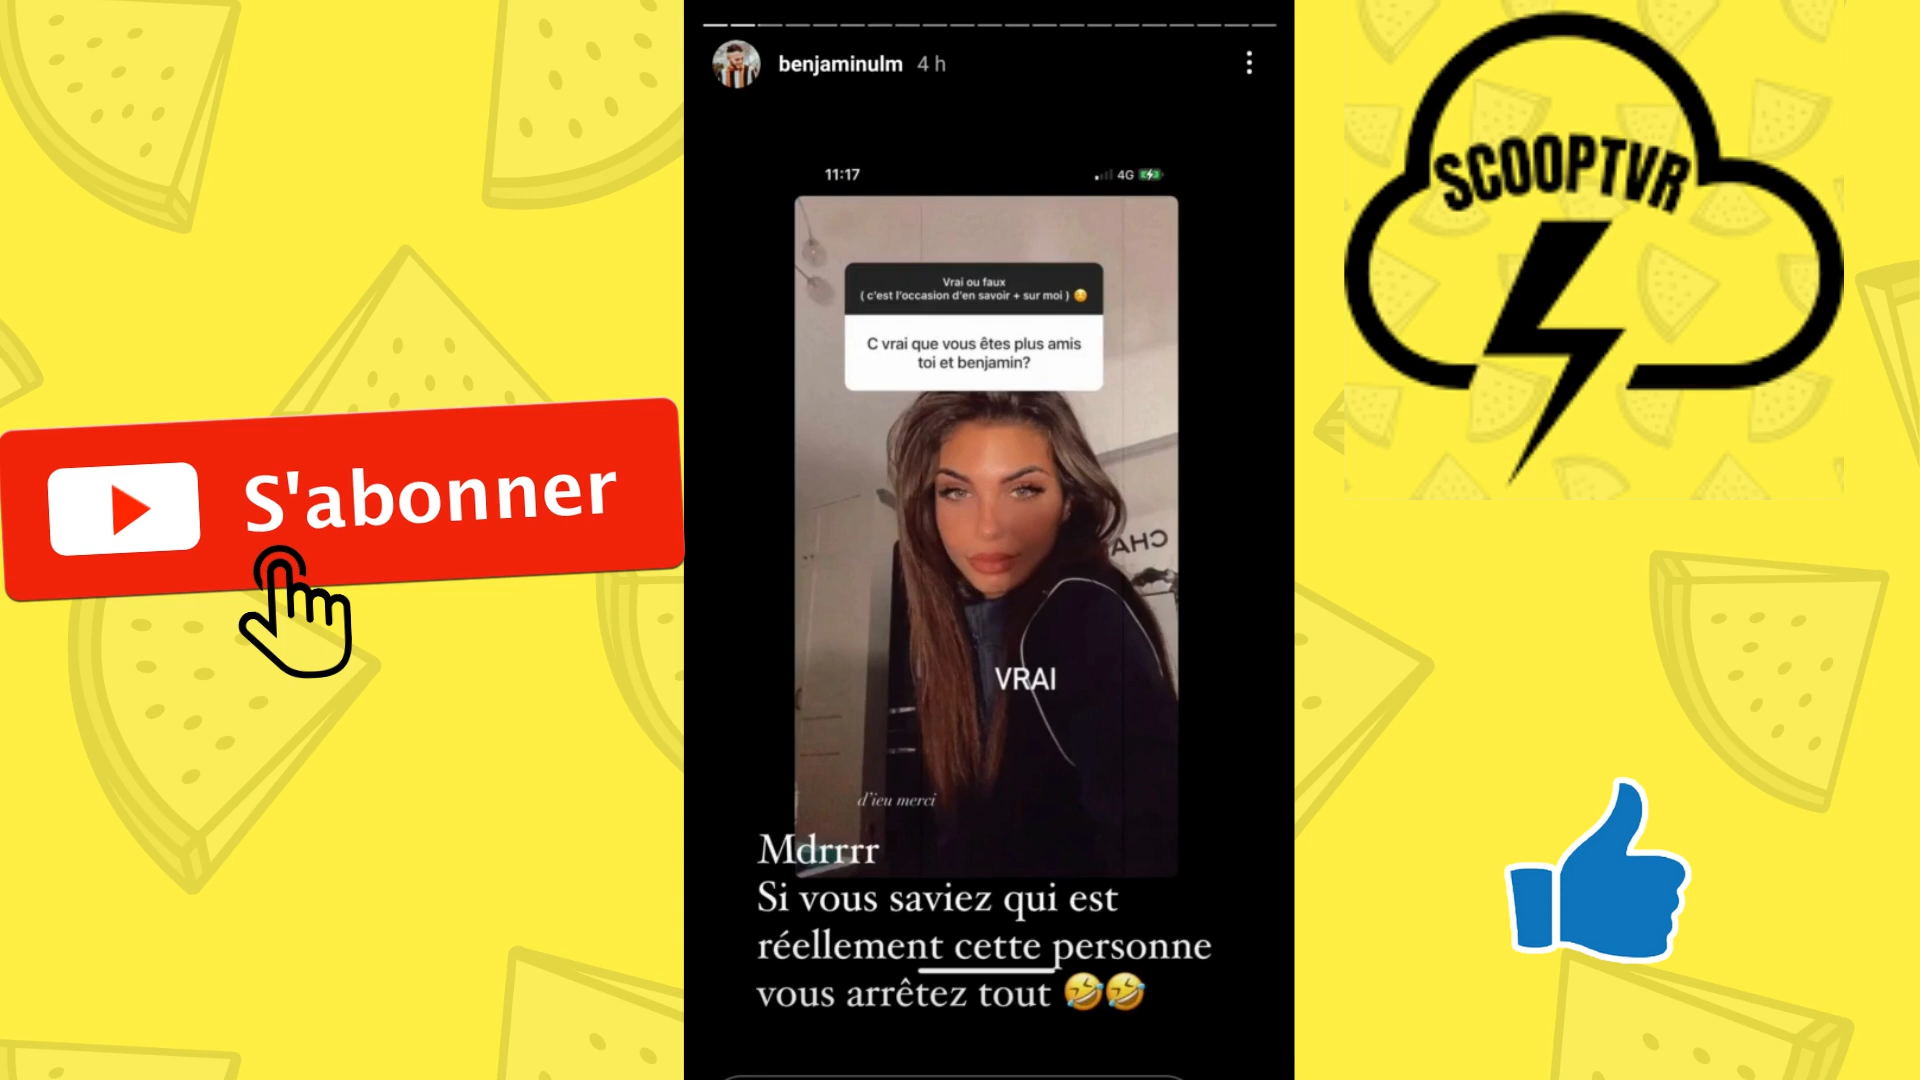 benjaminulm 4 h
11:17 4G
Vrai ou faux
( c'est l'occasion d'en savoir + sur moi ) ☺️
C vrai que vous êtes plus amis
toi et benjamin?
CHA
VRAI
d'ieu merci
Mdrrrr
Si vous saviez qui est
réellement cette personne
vous arrêtez tout 🤣🤣
S'abonner
SCOOPTVR